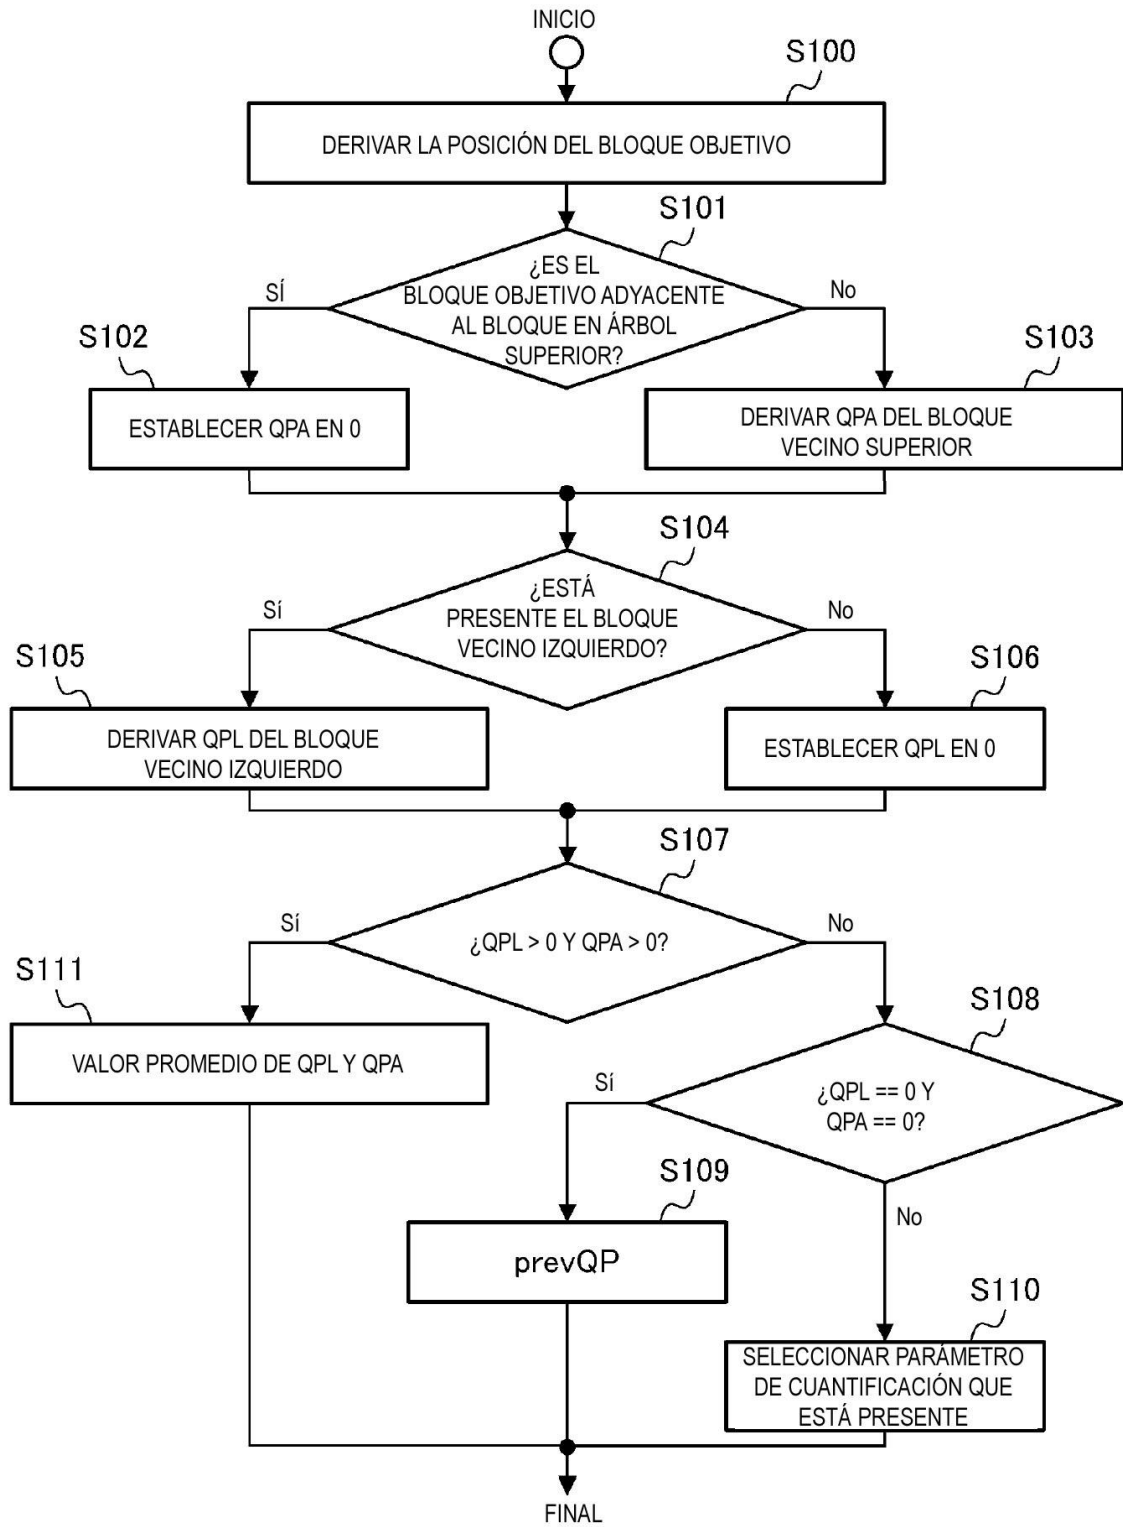 INICIO
S100
DERIVAR LA POSICIÓN DEL BLOQUE OBJETIVO
S101
¿ES EL
BLOQUE OBJETIVO ADYACENTE
AL BLOQUE EN ÁRBOL
SUPERIOR?
SÍ
No
S102
ESTABLECER QPA EN 0
S103
DERIVAR QPA DEL BLOQUE
VECINO SUPERIOR
S104
¿ESTÁ
PRESENTE EL BLOQUE
VECINO IZQUIERDO?
Sí
No
S105
DERIVAR QPL DEL BLOQUE
VECINO IZQUIERDO
S106
ESTABLECER QPL EN 0
S107
¿QPL > 0 Y QPA > 0?
Sí
No
S111
VALOR PROMEDIO DE QPL Y QPA
S108
¿QPL == 0 Y
QPA == 0?
Sí
No
S109
prevQP
S110
SELECCIONAR PARÁMETRO
DE CUANTIFICACIÓN QUE
ESTÁ PRESENTE
FINAL